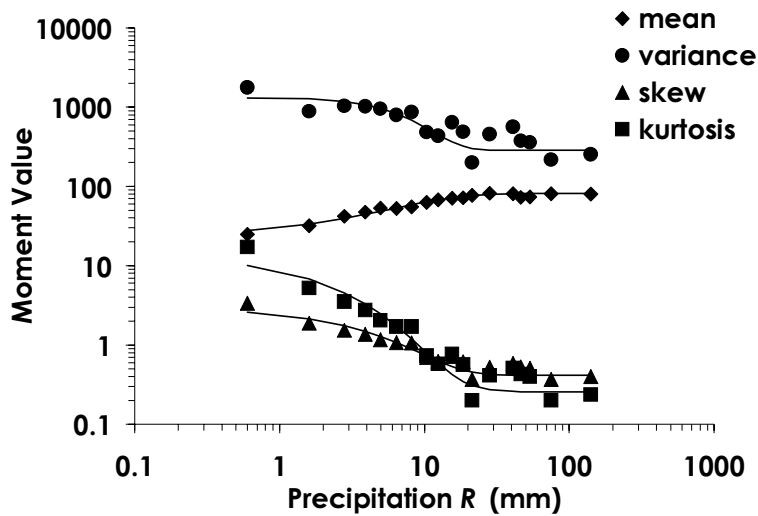 mean
variance
skew
kurtosis
10000
1000
100
10
1
0.1
Moment Value
0.1 1 10 100 1000
Precipitation R (mm)